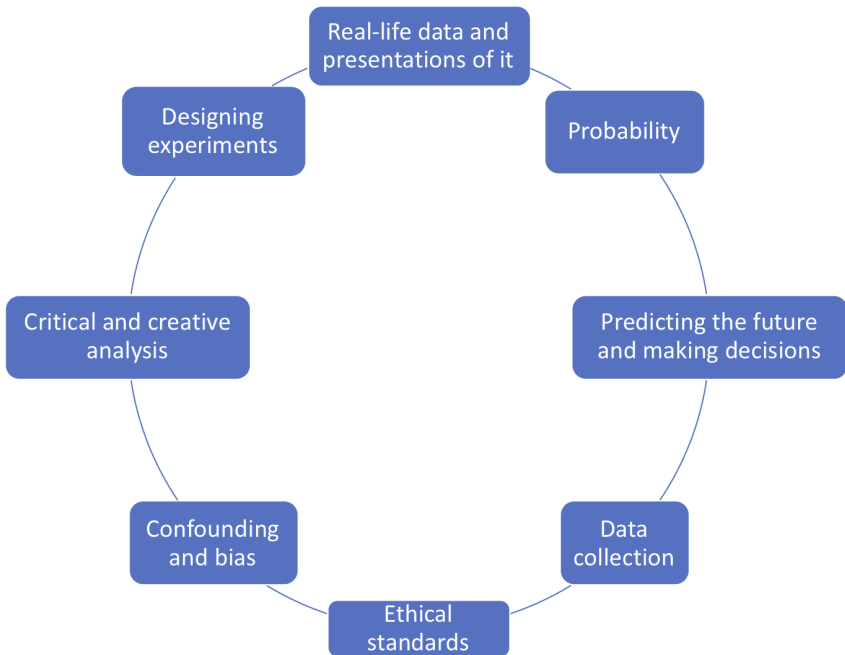 Real-life data and
presentations of it
Probability
Predicting the future
and making decisions
Data
collection
Ethical
standards
Confounding
and bias
Critical and creative
analysis
Designing
experiments